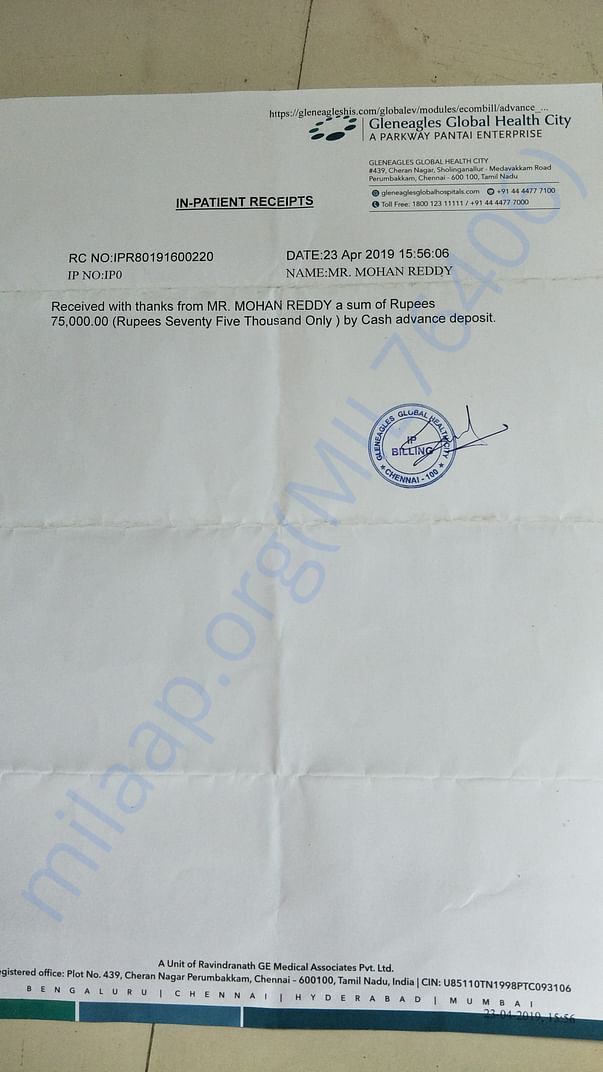 https://gleneagleshis.com/globalev/modules/ecombill/advance_...
Gleneagles Global Health City
A PARKWAY PANTAI ENTERPRISE
GLENEAGLES GLOBAL HEALTH CITY
#439, Cheran Nagar, Sholinganallur - Medavakkam Road
Perumbakkam, Chennai - 600 100, Tamil Nadu
gleneaglesglobalhospitals.com +91 44 4477 7100
Toll Free: 1800 123 11111 / +91 44 4477 7000
IN-PATIENT RECEIPTS
RC NO:IPR80191600220 DATE:23 Apr 2019 15:56:06
IP NO:IP0 NAME:MR. MOHAN REDDY
Received with thanks from MR. MOHAN REDDY a sum of Rupees
75,000.00 (Rupees Seventy Five Thousand Only ) by Cash advance deposit.
GLENEAGLES GLOBAL HEALTH CITY
IP
BILLING
★ CHENNAI - 100 ★
milaap.org(MIL76406)
A Unit of Ravindranath GE Medical Associates Pvt. Ltd.
egistered office: Plot No. 439, Cheran Nagar Perumbakkam, Chennai – 600100, Tamil Nadu, India | CIN: U85110TN1998PTC093106
BENGALURU | CHENNAI | HYDERABAD | MUMBAI
23-04-2019, 15:56